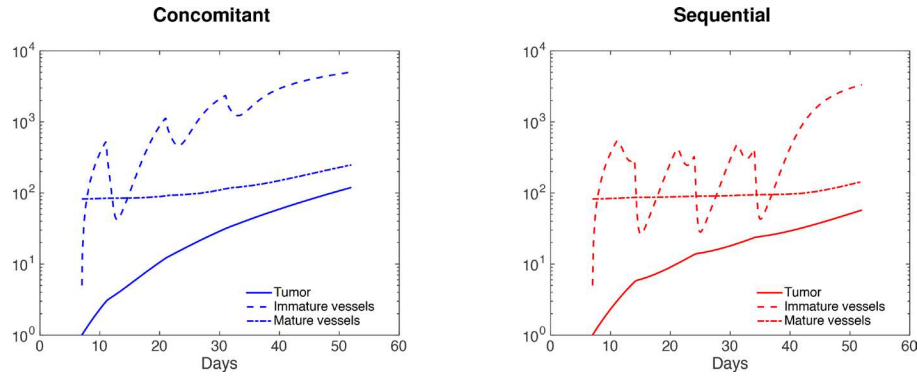 Concomitant
10^4
10^3
10^2
10^1
10^0
0 10 20 30 40 50 60
Days
Tumor
Immature vessels
Mature vessels
Sequential
10^4
10^3
10^2
10^1
10^0
0 10 20 30 40 50 60
Days
Tumor
Immature vessels
Mature vessels